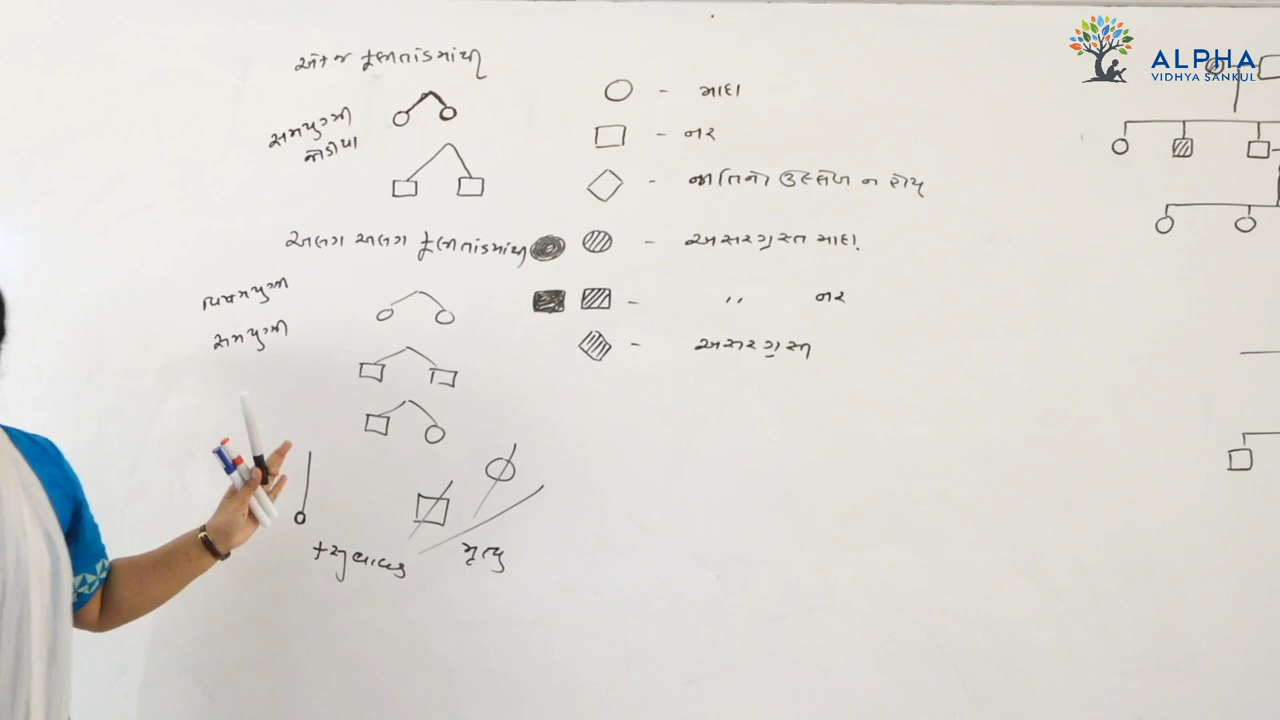 એક જ ફલિતાંડમાંથી
સમયુગ્મી
જોડીયા
અલગ અલગ ફલિતાંડમાંથી
વિષમયુગ્મી
સમયુગ્મી
મૃત્યુ
- માદા
- નર
- જાતિનો ઉલ્લેખ ન હોય
- અસરગ્રસ્ત માદા.
- ,, નર
- અસરગ્રસ્ત
ALPHA
VIDHYA SANKUL